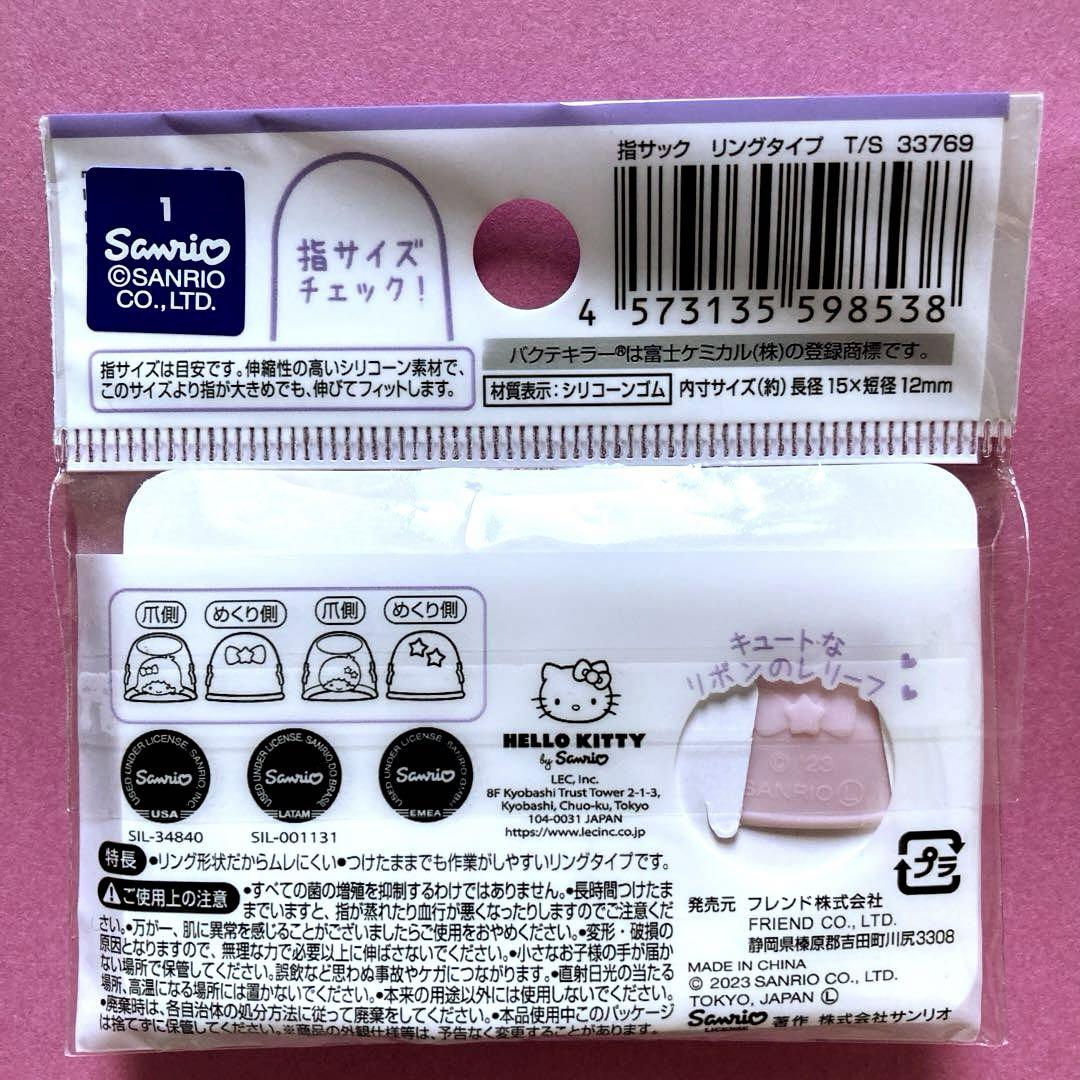 指サック リングタイプ T/S 33769
1
Sanrio
©SANRIO
CO.,LTD.
指サイズ
チェック!
4 573135 598538
バクテキラー®は富士ケミカル(株)の登録商標です。
指サイズは目安です。伸縮性の高いシリコーン素材で、
このサイズより指が大きめでも、伸びてフィットします。
材質表示:シリコーンゴム 内寸サイズ(約)長径15×短径12mm
爪側 めくり側 爪側 めくり側
キュートな
リボンのレリーフ
HELLO KITTY
by Sanrio
LEC, Inc.
8F Kyobashi Trust Tower 2-1-3,
Kyobashi, Chuo-ku, Tokyo
104-0031 JAPAN
https://www.lecinc.co.jp
USED UNDER LICENSE. SANRIO, INC.
Sanrio
USA
SIL-34840
USED UNDER LICENSE. SANRIO DO BRASIL
Sanrio
LATAM
SIL-001131
USED UNDER LICENSE. SANRIO GMBH
Sanrio
EMEA
SANRIO Ⓛ
特長 •リング形状だからムレにくい•つけたままでも作業がしやすいリングタイプです。
ご使用上の注意 •すべての菌の増殖を抑制するわけではありません。•長時間つけたま
までいますと、指が蒸れたり血行が悪くなったりしますのでご注意くだ
さい。•万が一、肌に異常を感じることがございましたらご使用をおやめください。•変形・破損の
原因となりますので、無理な力で必要以上に伸ばさないでください。•小さなお子様の手が届か
ない場所で保管してください。誤飲など思わぬ事故やケガにつながります。•直射日光の当たる
場所、高温になる場所には置かないでください。•本来の用途以外には使用しないでください。
•廃棄時は、各自治体の処分方法に従って廃棄をしてください。•本品使用中このパッケージ
は捨てずに保管してください。※商品の外観仕様等は、予告なく変更することがあります。
プラ
発売元 フレンド株式会社
FRIEND CO., LTD.
静岡県榛原郡吉田町川尻3308
MADE IN CHINA
© 2023 SANRIO CO., LTD.
TOKYO, JAPAN Ⓛ
Sanrio LICENSE 著作 株式会社サンリオ